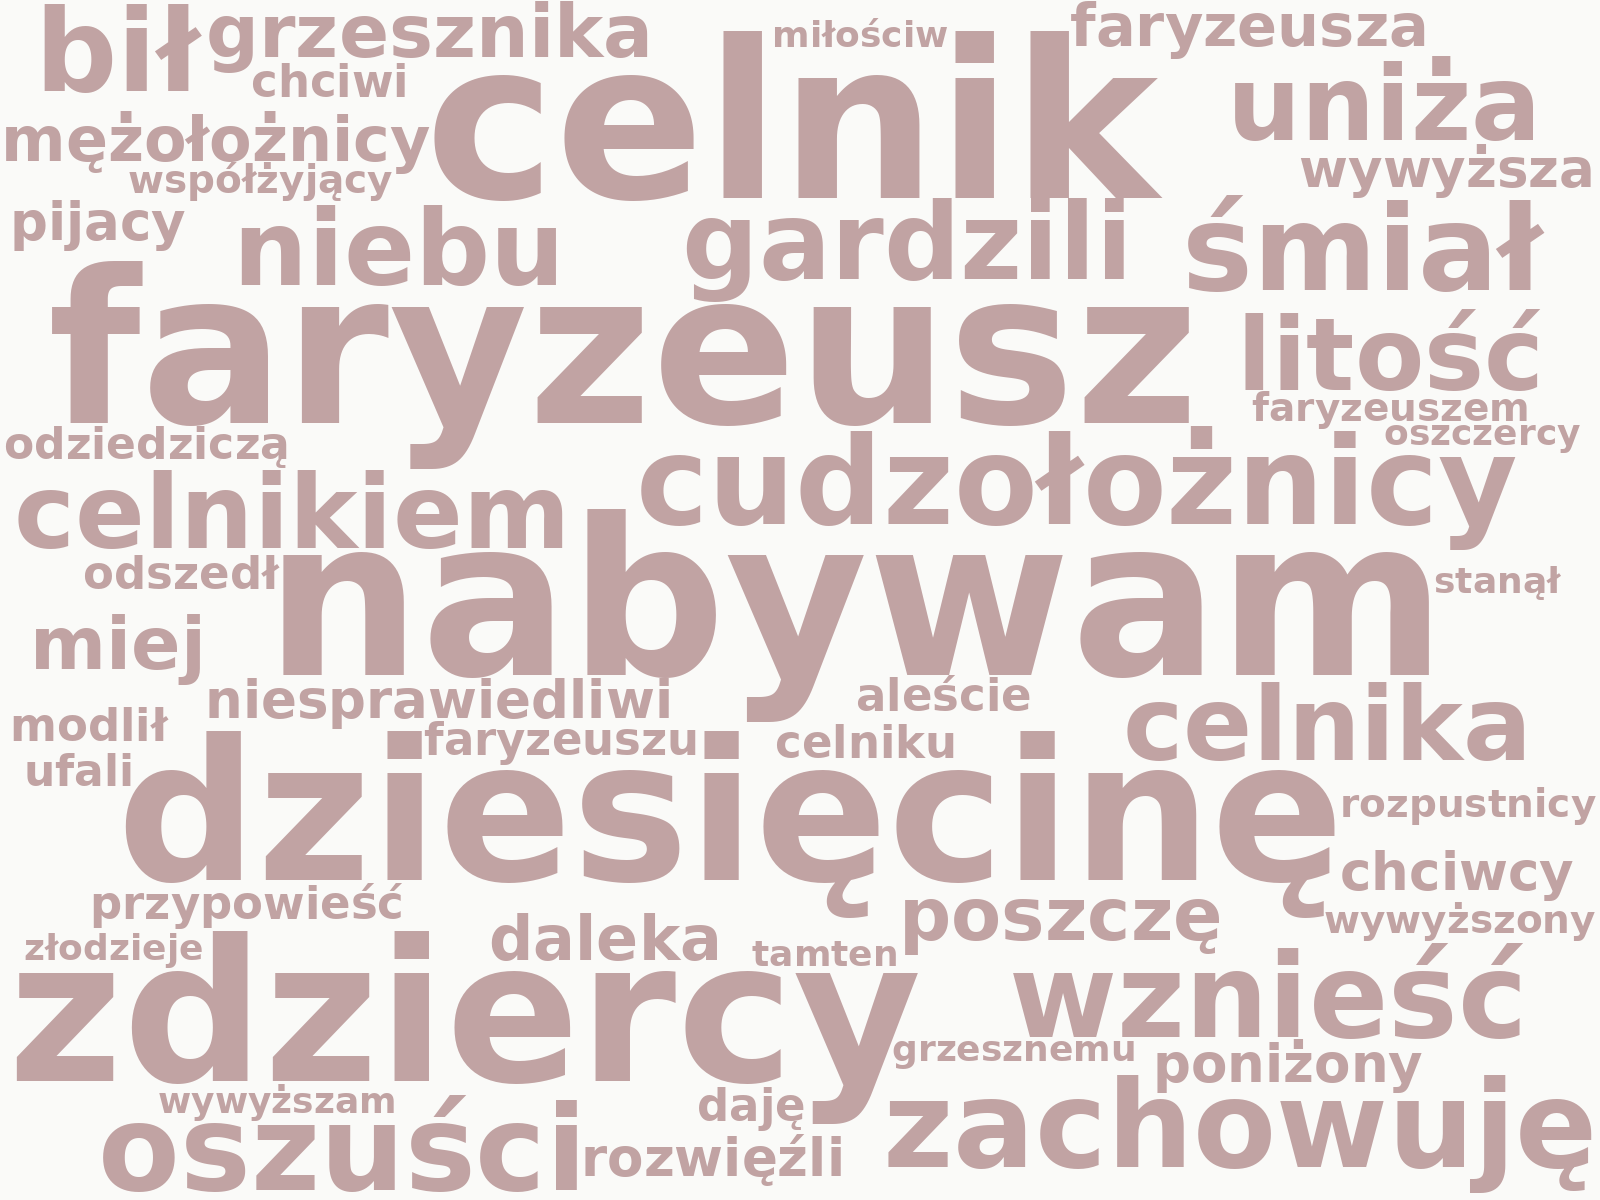 bił
grzesznika
miłościw
faryzeusza
chciwi
celnik
uniża
mężołożnicy
współżyjący
wywyższa
pijacy
niebu
gardzili
śmiał
faryzeusz
litość
faryzeuszem
oszczercy
odziedziczą
cudzołożnicy
celnikiem
odszedł
nabywam
stanął
miej
niesprawiedliwi
aleście
celnika
modlił
faryzeuszu
celniku
ufali
dziesięcinę
rozpustnicy
chciwcy
przypowieść
poszczę
wywyższony
złodzieje
daleka
tamten
zdziercy
wznieść
grzesznemu
poniżony
wywyższam
daję
zachowuję
oszuści
rozwięźli